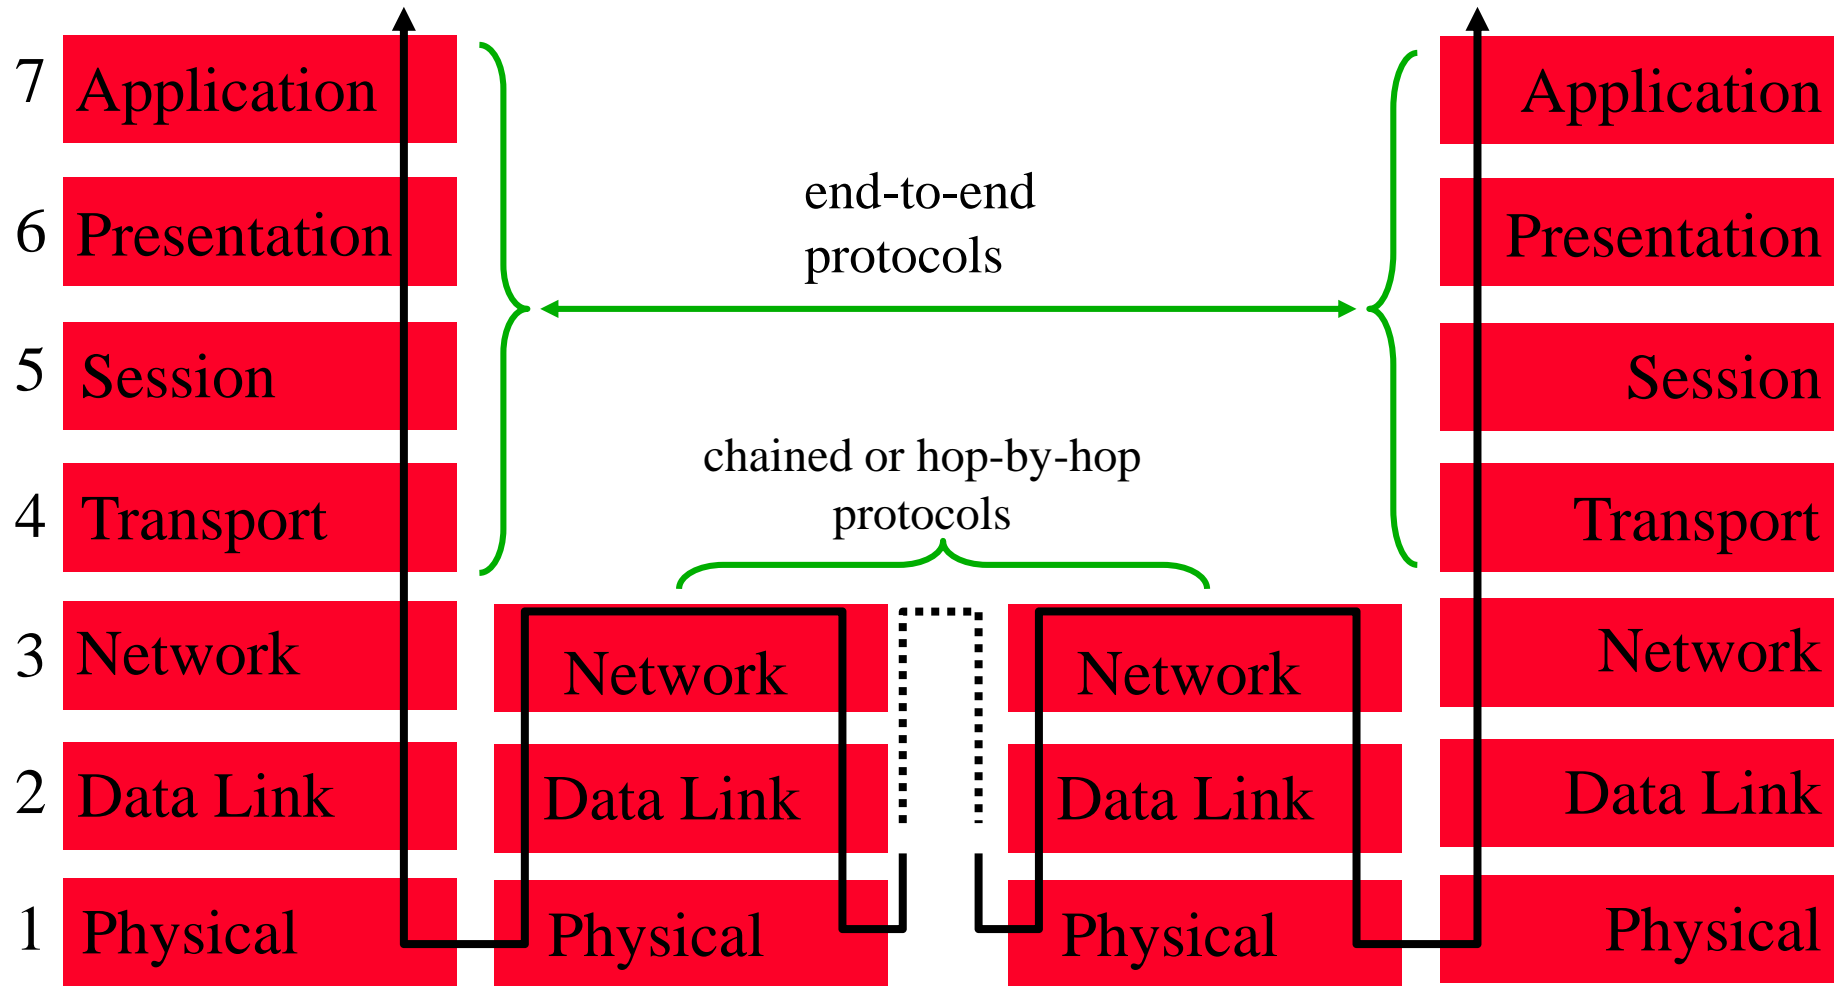 7 Application
6 Presentation
5 Session
4 Transport
3 Network
2 Data Link
1 Physical
end-to-end
protocols
chained or hop-by-hop
protocols
Network
Data Link
Physical
Network
Data Link
Physical
Application
Presentation
Session
Transport
Network
Data Link
Physical